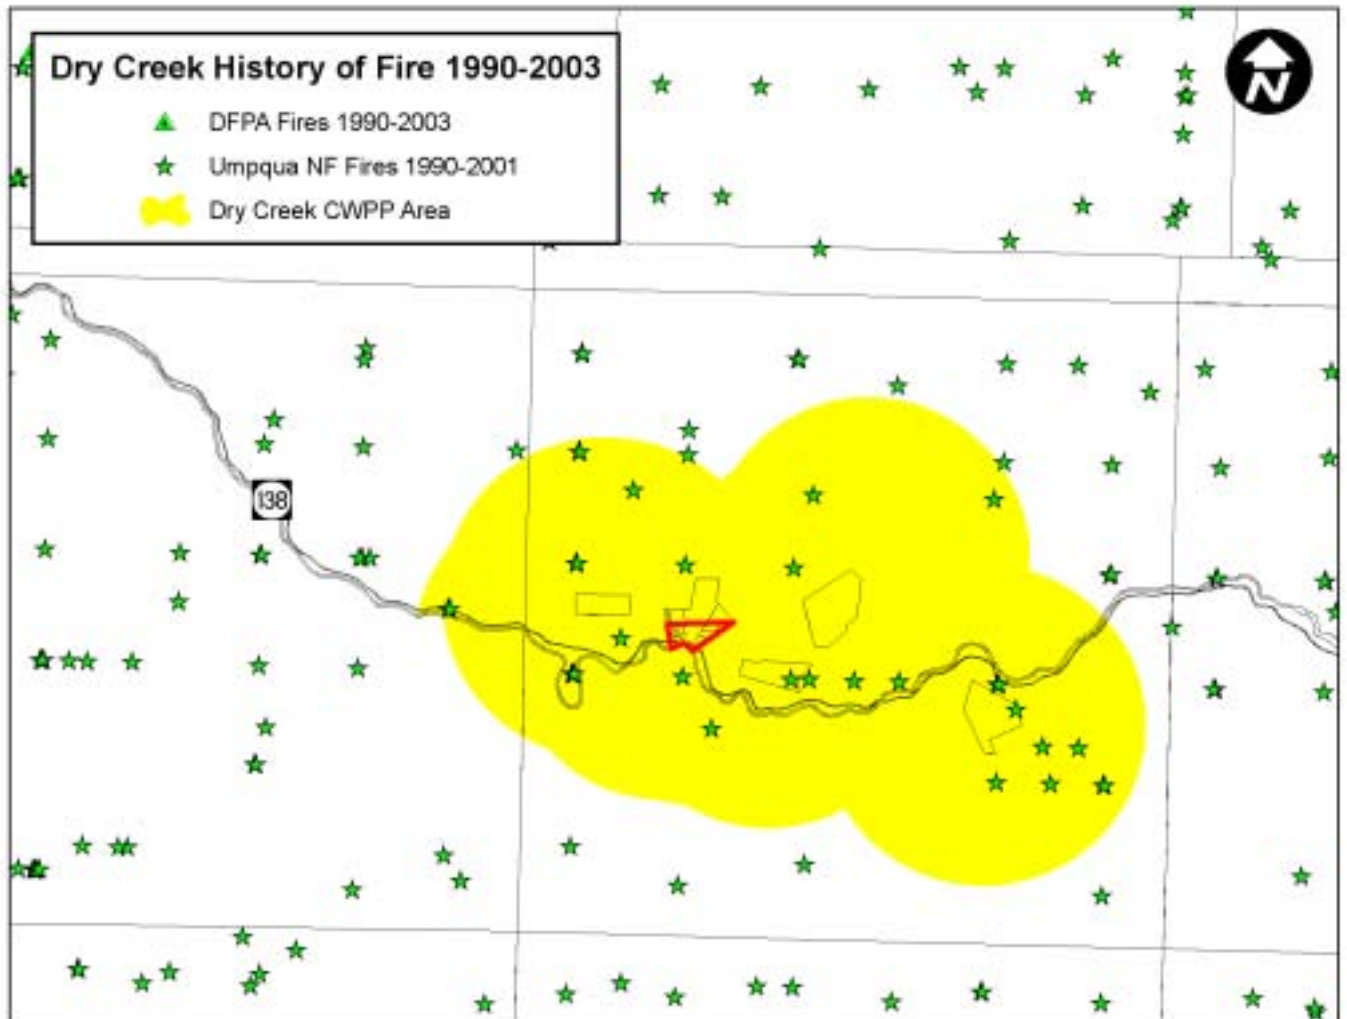 Dry Creek History of Fire 1990-2003
DFPA Fires 1990-2003
Umpqua NF Fires 1990-2001
Dry Creek CWPP Area
N
138